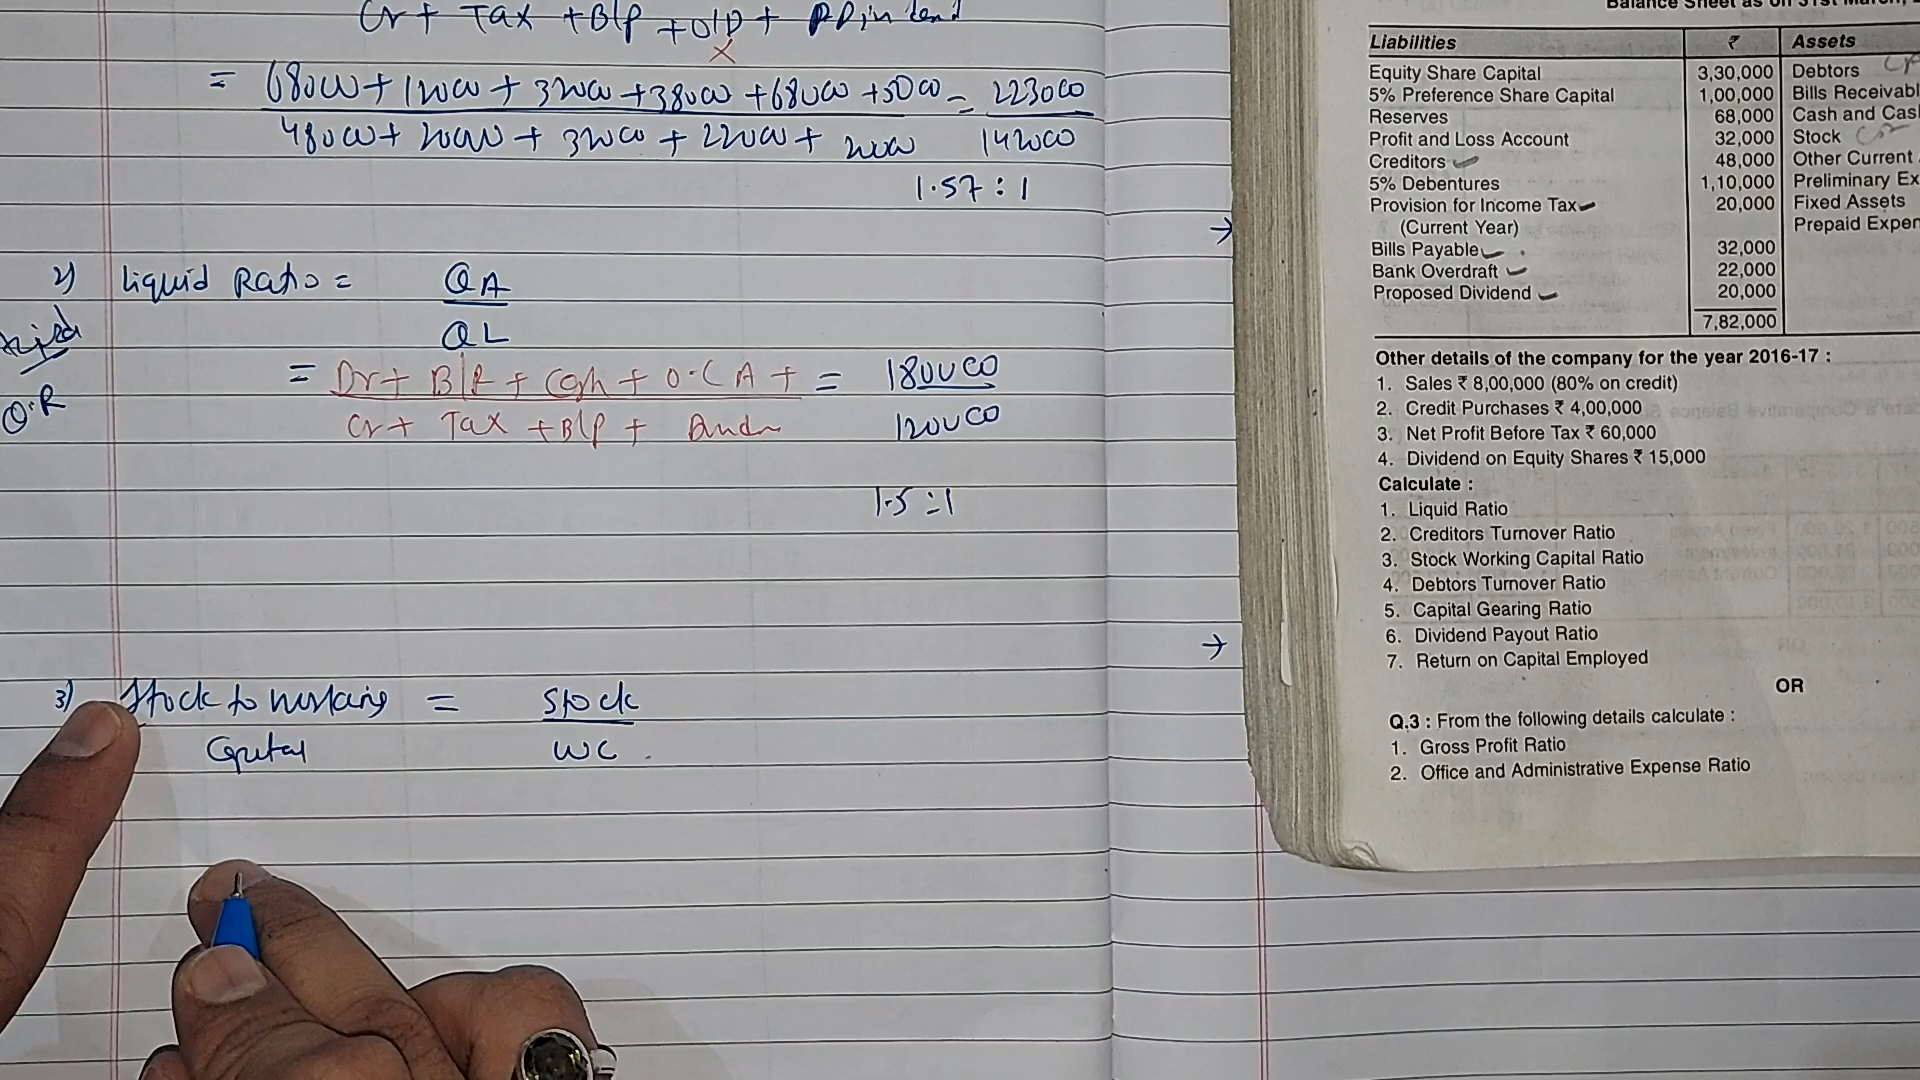 Cr + Tax + B/P + O/D + P Dividend
= 68000 + 12000 + 32000 + 38000 + 68000 + 5000 = 223000
48000 + 20000 + 32000 + 22000 + 20000 142000
1.57 : 1
2) Liquid Ratio = QA
QL
Q.R
= Dr + B/R + Cash + O.C A + = 180000
Cr + Tax + B/P + 120000
1.5 : 1
3) Stock to working = Stock
Capital WC
Balance Sheet as on 31st March,
Liabilities ₹ Assets
Equity Share Capital 3,30,000 Debtors
5% Preference Share Capital 1,00,000 Bills Receivabl
Reserves 68,000 Cash and Cas
Profit and Loss Account 32,000 Stock
Creditors 48,000 Other Current
5% Debentures 1,10,000 Preliminary Ex
Provision for Income Tax 20,000 Fixed Assets
(Current Year) Prepaid Expen
Bills Payable 32,000
Bank Overdraft 22,000
Proposed Dividend 20,000
7,82,000
Other details of the company for the year 2016-17 :
1. Sales ₹ 8,00,000 (80% on credit)
2. Credit Purchases ₹ 4,00,000
3. Net Profit Before Tax ₹ 60,000
4. Dividend on Equity Shares ₹ 15,000
Calculate :
1. Liquid Ratio
2. Creditors Turnover Ratio
3. Stock Working Capital Ratio
4. Debtors Turnover Ratio
5. Capital Gearing Ratio
6. Dividend Payout Ratio
7. Return on Capital Employed
OR
Q.3 : From the following details calculate :
1. Gross Profit Ratio
2. Office and Administrative Expense Ratio